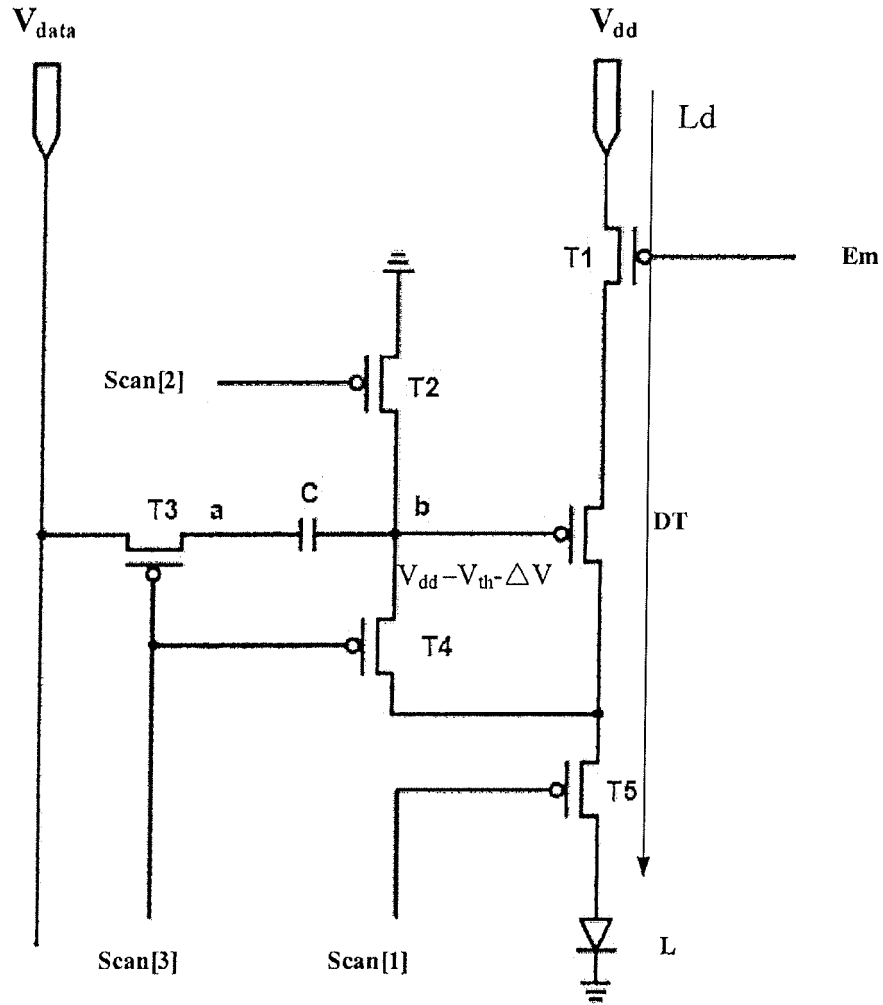 Vdata
Vdd
Ld
T1
Em
Scan[2]
T2
T3
a
C
b
DT
Vdd–Vth-△V
T4
T5
Scan[3]
Scan[1]
L